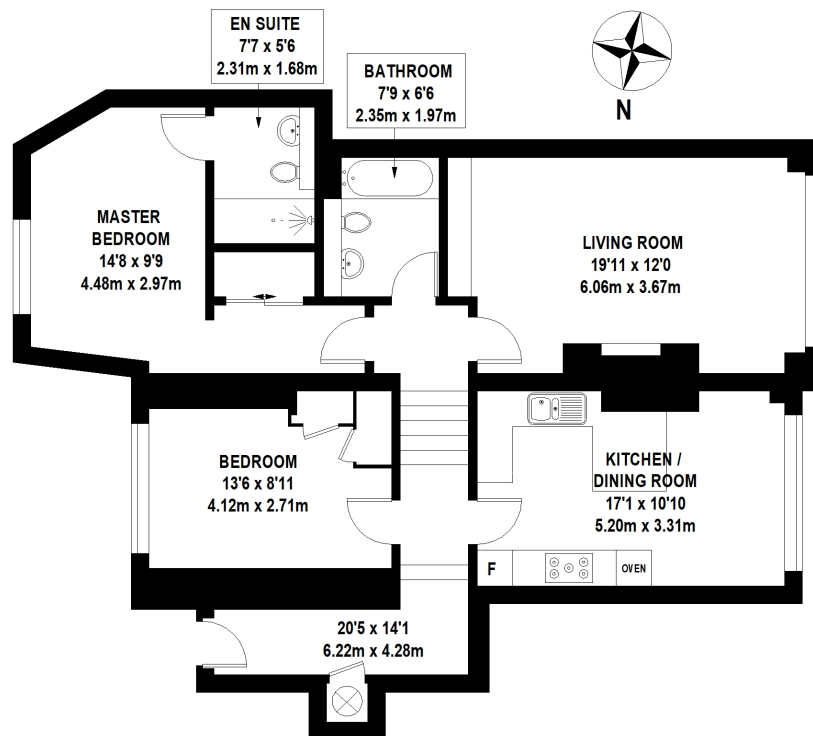 EN SUITE
7'7 x 5'6
2.31m x 1.68m
BATHROOM
7'9 x 6'6
2.35m x 1.97m
N
MASTER
BEDROOM
14'8 x 9'9
4.48m x 2.97m
LIVING ROOM
19'11 x 12'0
6.06m x 3.67m
BEDROOM
13'6 x 8'11
4.12m x 2.71m
KITCHEN /
DINING ROOM
17'1 x 10'10
5.20m x 3.31m
F
OVEN
20'5 x 14'1
6.22m x 4.28m